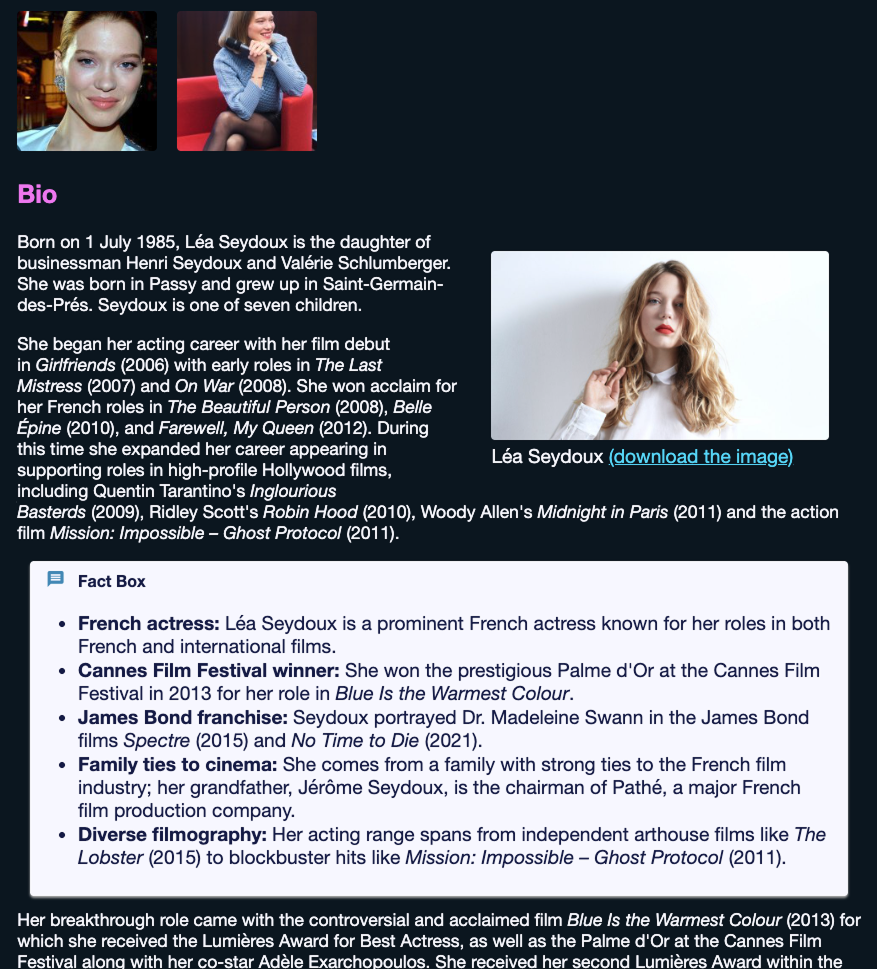 Bio
Born on 1 July 1985, Léa Seydoux is the daughter of
businessman Henri Seydoux and Valérie Schlumberger.
She was born in Passy and grew up in Saint-Germain-
des-Prés. Seydoux is one of seven children.
She began her acting career with her film debut
in Girlfriends (2006) with early roles in The Last
Mistress (2007) and On War (2008). She won acclaim for
her French roles in The Beautiful Person (2008), Belle
Épine (2010), and Farewell, My Queen (2012). During
this time she expanded her career appearing in
supporting roles in high-profile Hollywood films,
including Quentin Tarantino's Inglourious
Basterds (2009), Ridley Scott's Robin Hood (2010), Woody Allen's Midnight in Paris (2011) and the action
film Mission: Impossible – Ghost Protocol (2011).
Léa Seydoux (download the image)
Fact Box
• French actress: Léa Seydoux is a prominent French actress known for her roles in both
French and international films.
• Cannes Film Festival winner: She won the prestigious Palme d'Or at the Cannes Film
Festival in 2013 for her role in Blue Is the Warmest Colour.
• James Bond franchise: Seydoux portrayed Dr. Madeleine Swann in the James Bond
films Spectre (2015) and No Time to Die (2021).
• Family ties to cinema: She comes from a family with strong ties to the French film
industry; her grandfather, Jérôme Seydoux, is the chairman of Pathé, a major French
film production company.
• Diverse filmography: Her acting range spans from independent arthouse films like The
Lobster (2015) to blockbuster hits like Mission: Impossible – Ghost Protocol (2011).
Her breakthrough role came with the controversial and acclaimed film Blue Is the Warmest Colour (2013) for
which she received the Lumières Award for Best Actress, as well as the Palme d'Or at the Cannes Film
Festival along with her co-star Adèle Exarchopoulos. She received her second Lumières Award within the